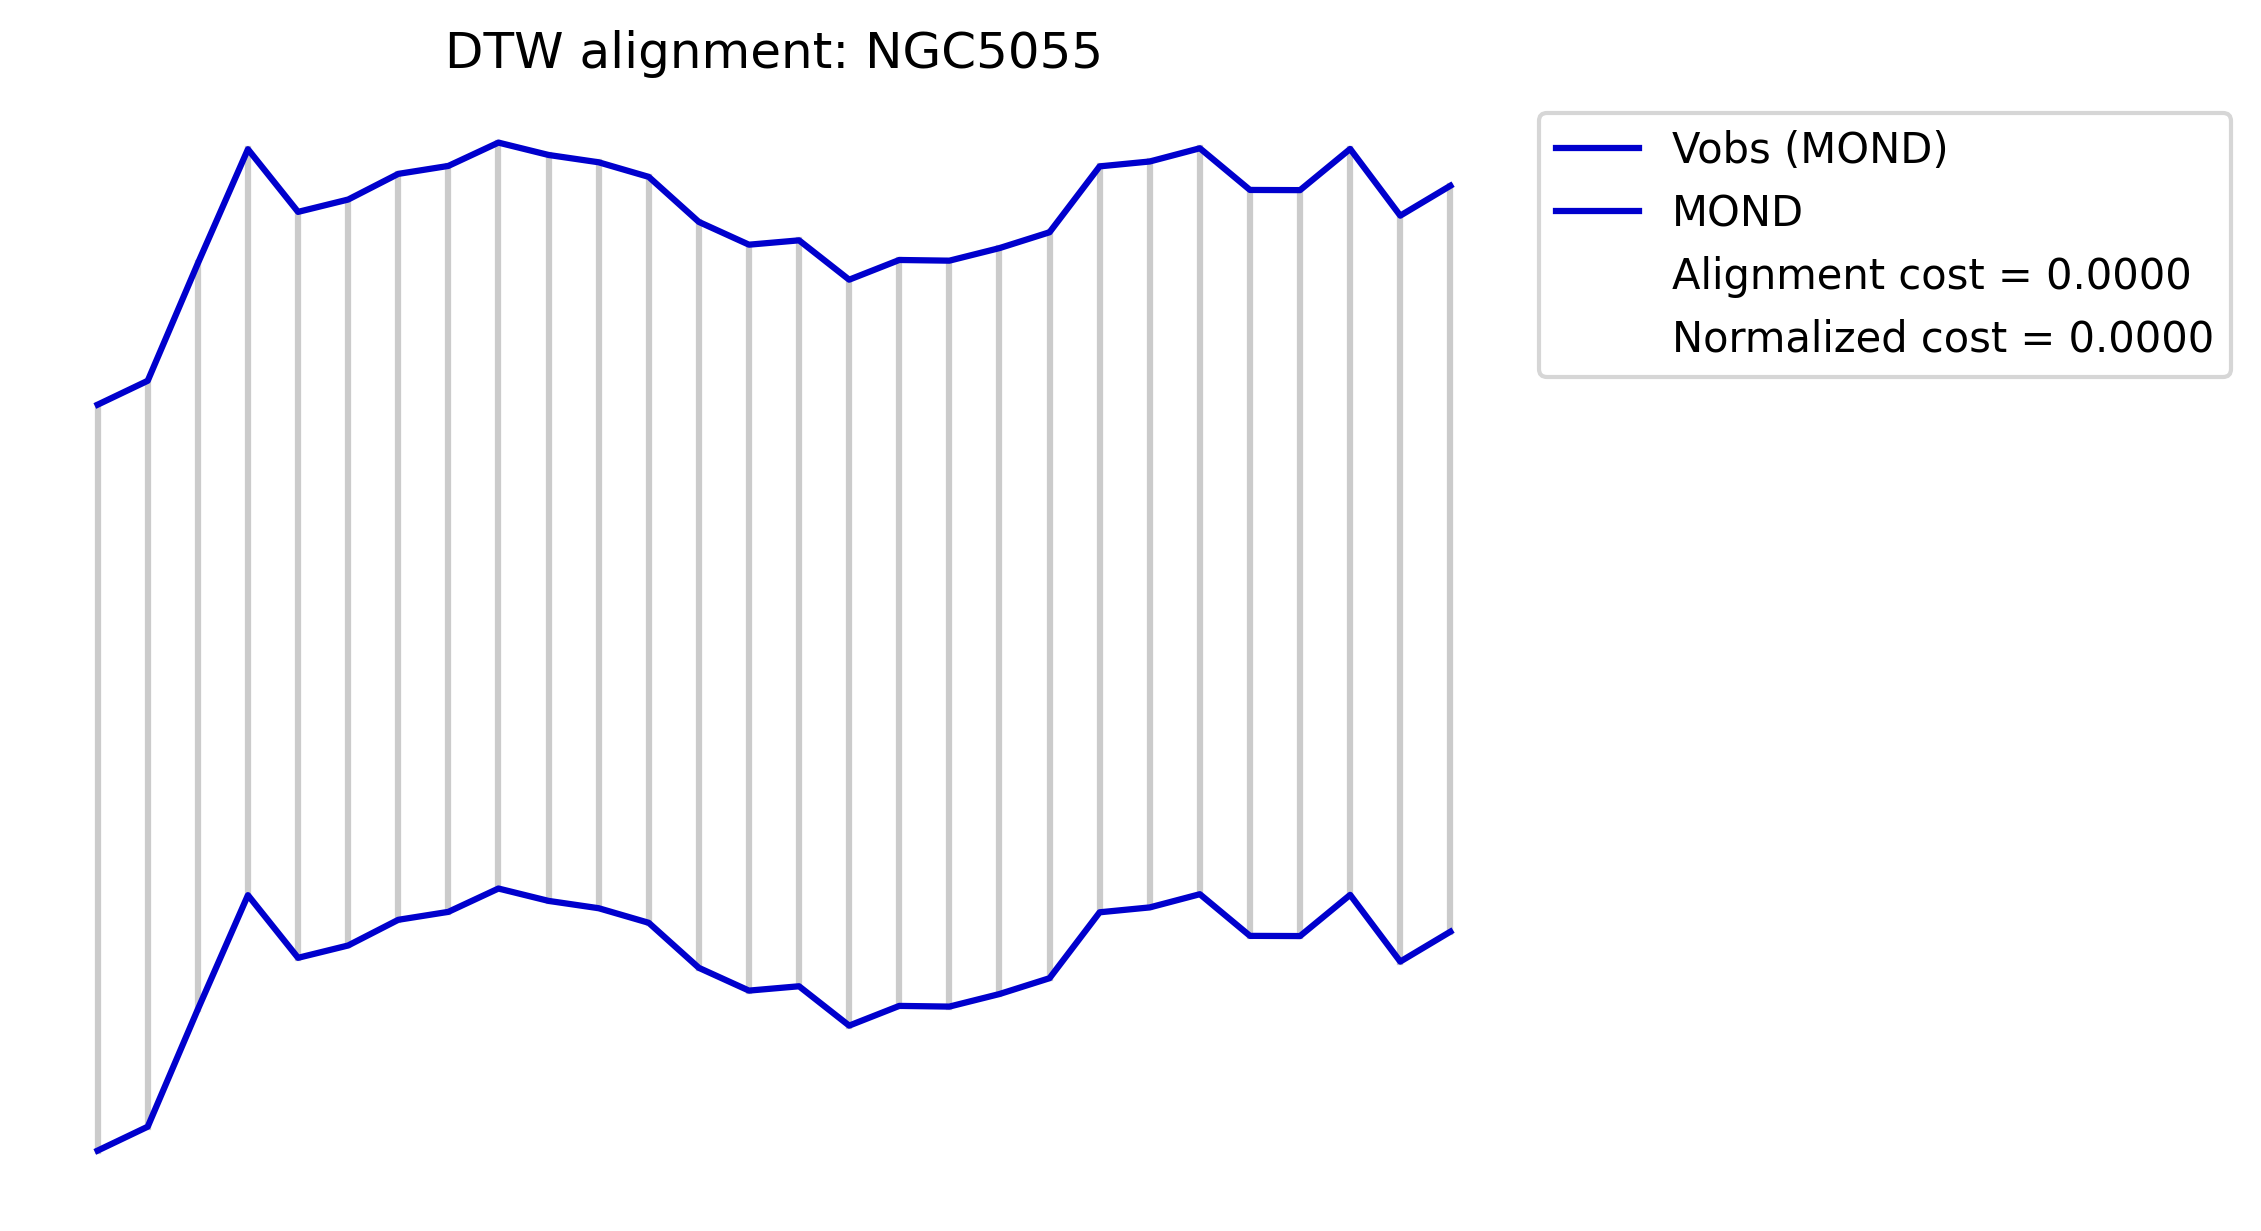 DTW alignment: NGC5055
Vobs (MOND)
MOND
Alignment cost = 0.0000
Normalized cost = 0.0000